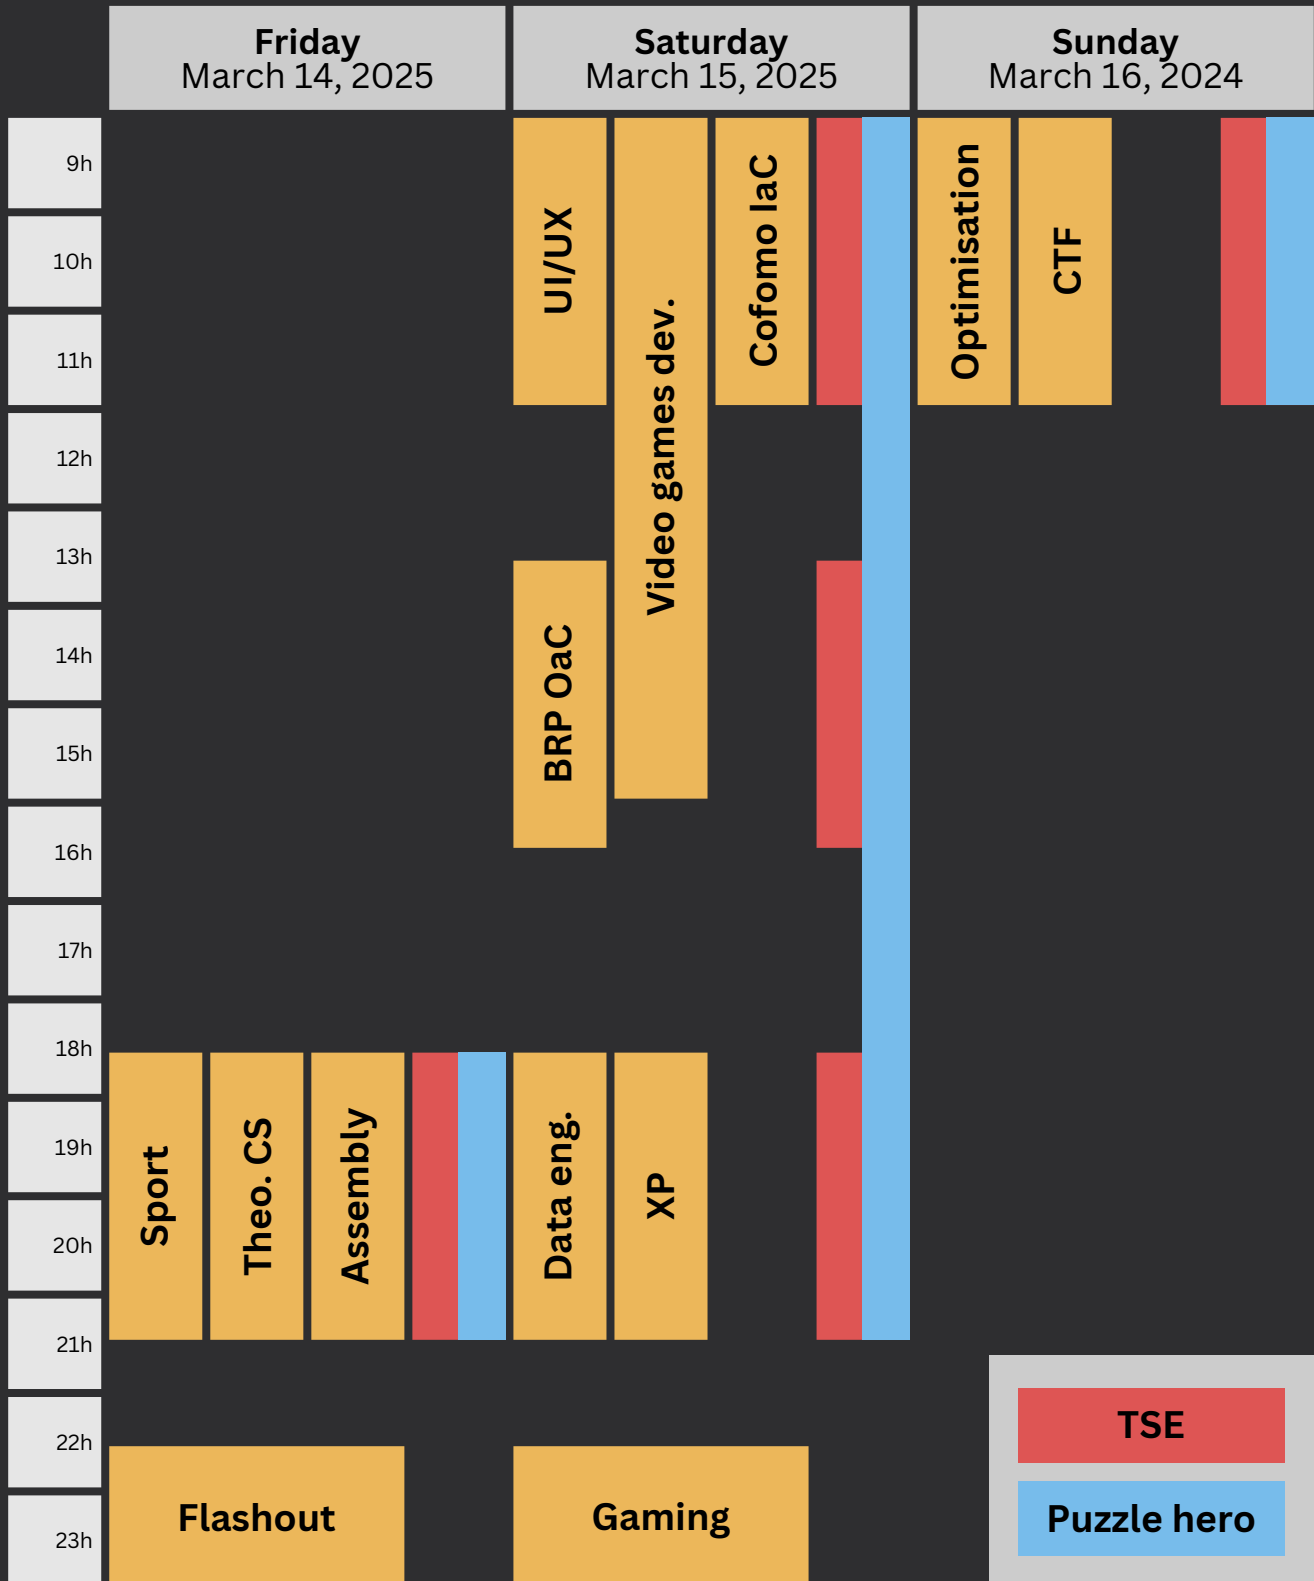 Friday
March 14, 2025
Saturday
March 15, 2025
Sunday
March 16, 2024
9h
10h
11h
12h
13h
14h
15h
16h
17h
18h
19h
20h
21h
22h
23h
Sport
Theo. CS
Assembly
Flashout
UI/UX
Video games dev.
Cofomo IaC
BRP OaC
Data eng.
XP
Gaming
Optimisation
CTF
TSE
Puzzle hero